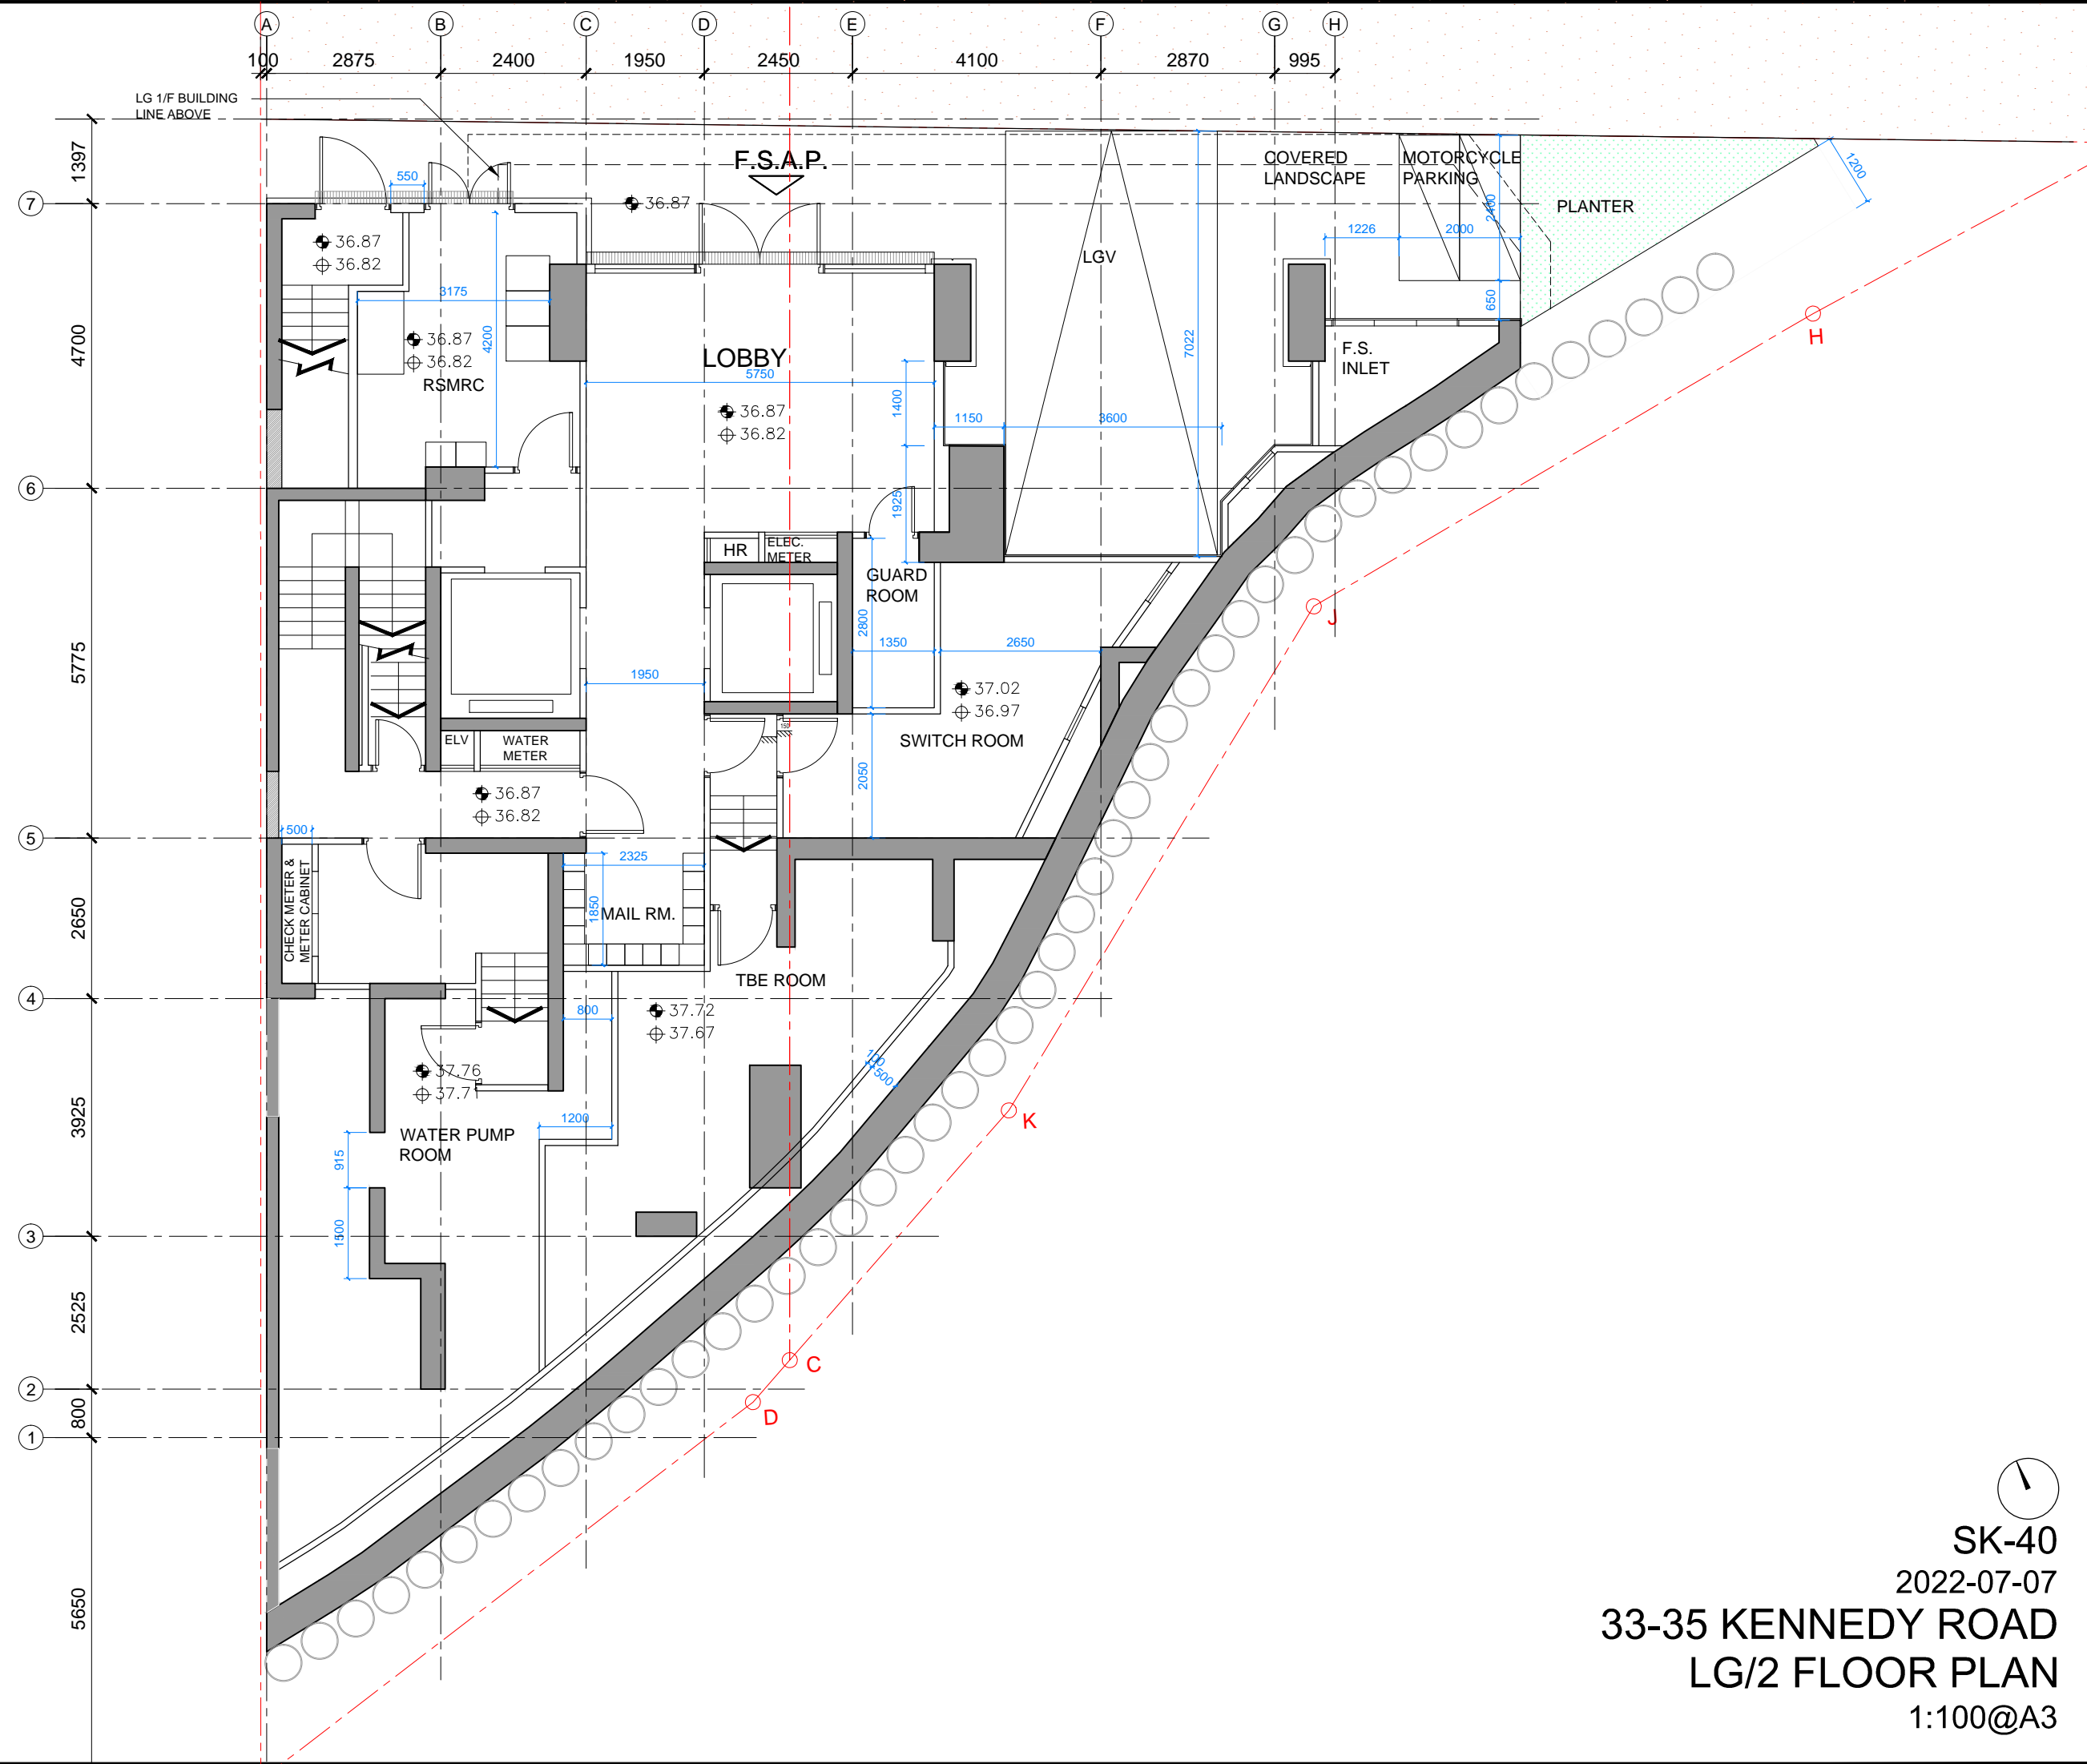 A B C D E F G H
100 2875 2400 1950 2450 4100 2870 995
LG 1/F BUILDING
LINE ABOVE
1397
F.S.A.P.
COVERED
LANDSCAPE
MOTORCYCLE
PARKING
1200
550
7
36.87
PLANTER
2400
1226
2000
36.87
36.82
LGV
3175
650
4700
4200
36.87
36.82
RSMRC
LOBBY
5750
7022
F.S.
INLET
H
1400
36.87
36.82
1150
3600
6
1925
HR
ELEC.
METER
GUARD
ROOM
J
2800
5775
1350
2650
1950
37.02
36.97
SWITCH ROOM
ELV
WATER
METER
150
2050
36.87
36.82
5
500
2325
CHECK METER &
METER CABINET
2650
1850
MAIL RM.
TBE ROOM
4
800
37.72
37.67
100
500
37.76
37.71
K
3925
1200
WATER PUMP
ROOM
915
1500
3
2525
C
2
D
800
1
5650
SK-40
2022-07-07
33-35 KENNEDY ROAD
LG/2 FLOOR PLAN
1:100@A3